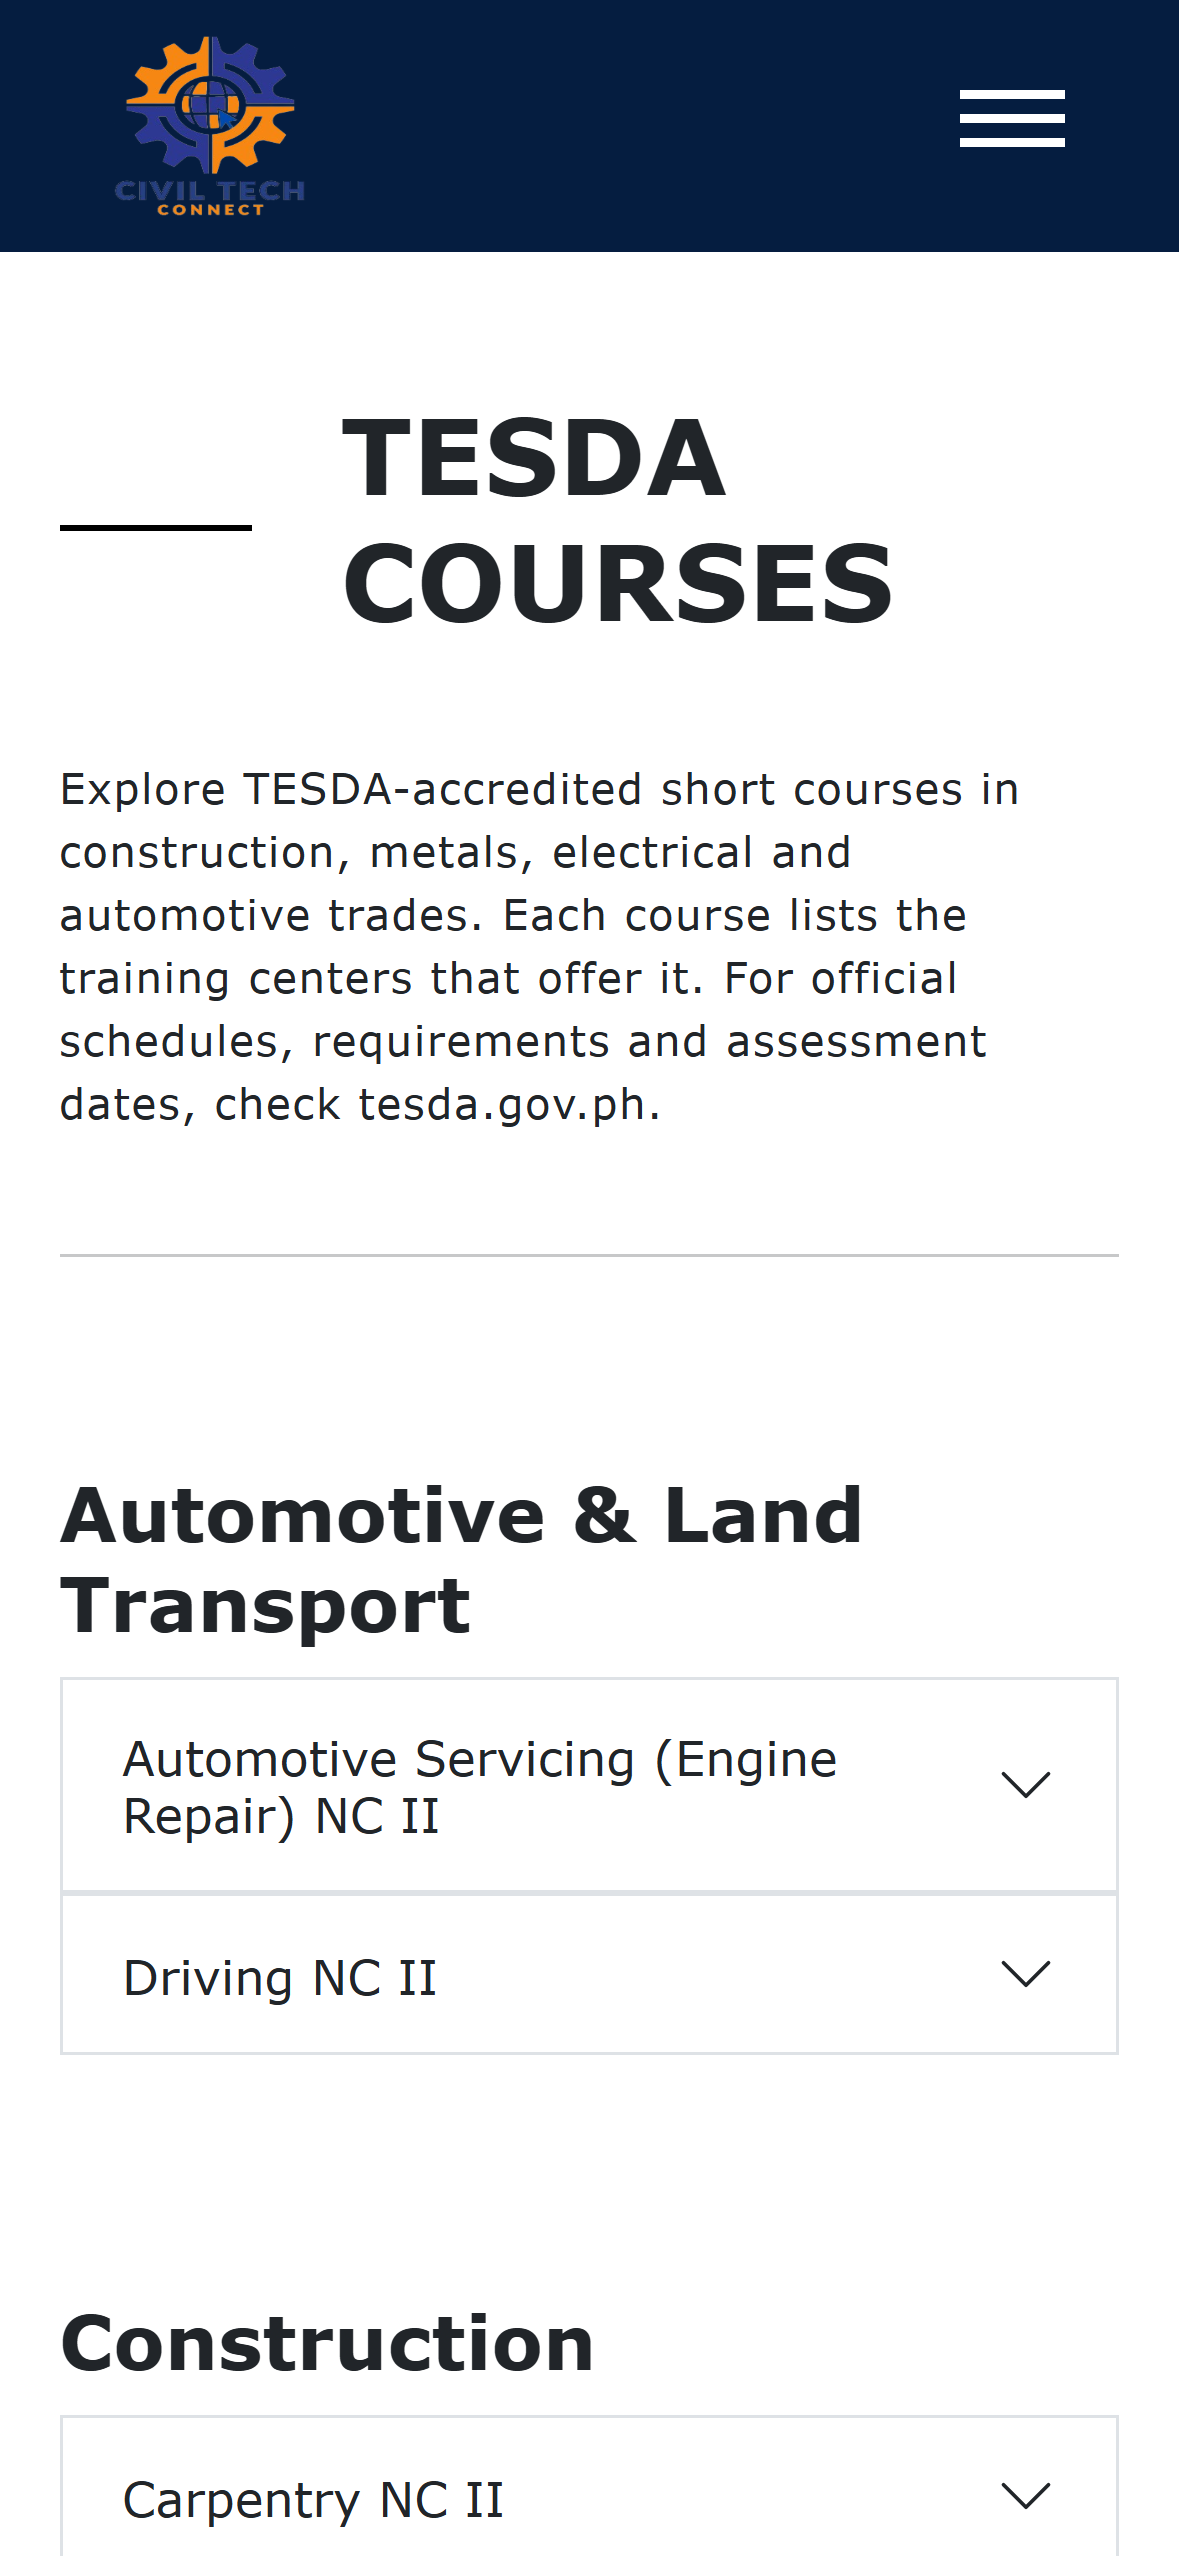 CIVIL TECH
CONNECT
TESDA
COURSES
Explore TESDA-accredited short courses in
construction, metals, electrical and
automotive trades. Each course lists the
training centers that offer it. For official
schedules, requirements and assessment
dates, check tesda.gov.ph.
Automotive & Land
Transport
Automotive Servicing (Engine
Repair) NC II
Driving NC II
Construction
Carpentry NC II